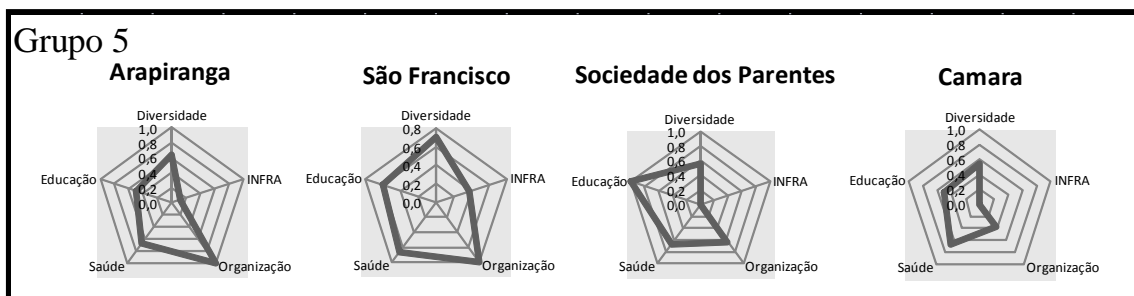 Grupo 5
Arapiranga
Diversidade
1,0
0,8
0,6
0,4
0,2
0,0
INFRA
Organização
Saúde
Educação
São Francisco
Diversidade
0,8
0,6
0,4
0,2
0,0
INFRA
Organização
Saúde
Educação
Sociedade dos Parentes
Diversidade
1,0
0,8
0,6
0,4
0,2
0,0
INFRA
Organização
Saúde
Educação
Camara
Diversidade
1,0
0,8
0,6
0,4
0,2
0,0
INFRA
Organização
Saúde
Educação